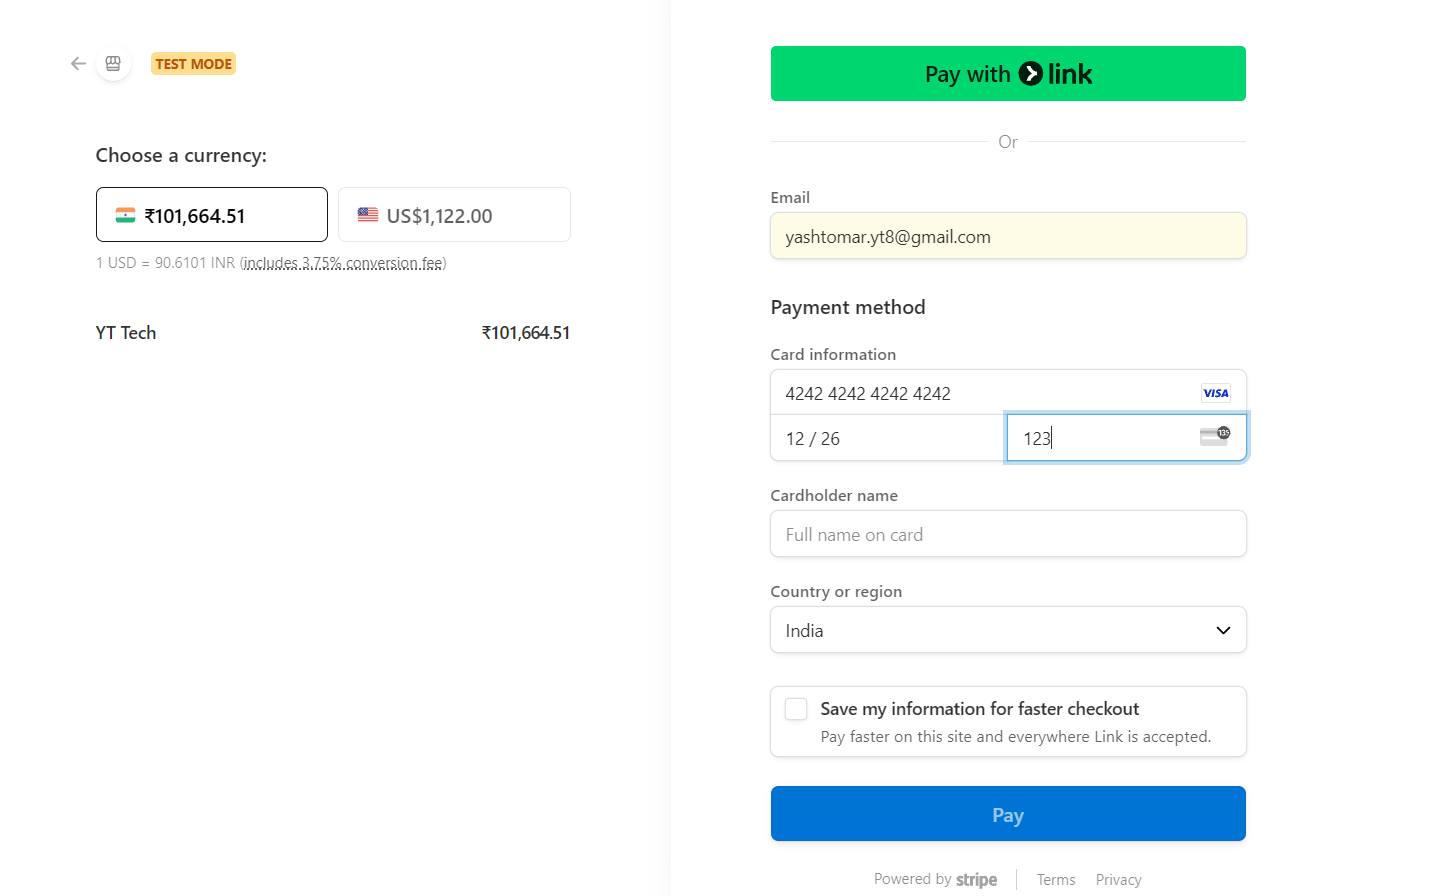 TEST MODE
Choose a currency:
₹101,664.51
US$1,122.00
1 USD = 90.6101 INR (includes 3.75% conversion fee)
YT Tech ₹101,664.51
Pay with link
Or
Email
yashtomar.yt8@gmail.com
Payment method
Card information
4242 4242 4242 4242 VISA
12 / 26
123 135
Cardholder name
Full name on card
Country or region
India
Save my information for faster checkout
Pay faster on this site and everywhere Link is accepted.
Pay
Powered by stripe
Terms Privacy